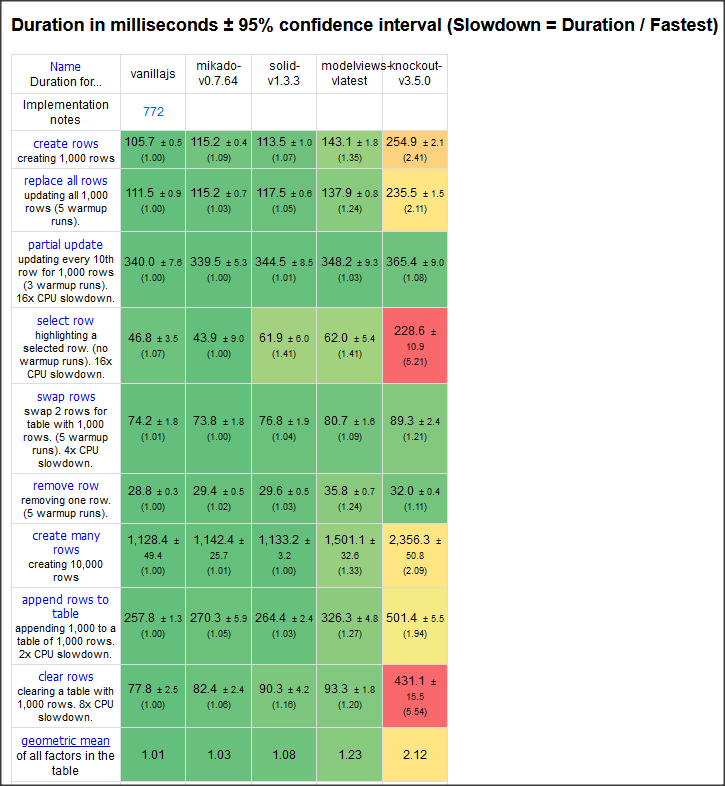 Duration in milliseconds ± 95% confidence interval (Slowdown = Duration / Fastest)
Name
Duration for...
vanillajs
mikado-
v0.7.64
solid-
v1.3.3
modelviews-
vlatest
knockout-
v3.5.0
Implementation
notes
772
create rows
creating 1,000 rows
105.7 ± 0.5
(1.00)
115.2 ± 0.4
(1.09)
113.5 ± 1.0
(1.07)
143.1 ± 1.8
(1.35)
254.9 ± 2.1
(2.41)
replace all rows
updating all 1,000
rows (5 warmup
runs).
111.5 ± 0.9
(1.00)
115.2 ± 0.7
(1.03)
117.5 ± 0.6
(1.05)
137.9 ± 0.8
(1.24)
235.5 ± 1.5
(2.11)
partial update
updating every 10th
row for 1,000 rows
(3 warmup runs).
16x CPU slowdown.
340.0 ± 7.6
(1.00)
339.5 ± 5.3
(1.00)
344.5 ± 8.5
(1.01)
348.2 ± 9.3
(1.03)
365.4 ± 9.0
(1.08)
select row
highlighting a
selected row. (no
warmup runs). 16x
CPU slowdown.
46.8 ± 3.5
(1.07)
43.9 ± 9.0
(1.00)
61.9 ± 6.0
(1.41)
62.0 ± 5.4
(1.41)
228.6 ±
10.9
(5.21)
swap rows
swap 2 rows for
table with 1,000
rows. (5 warmup
runs). 4x CPU
slowdown.
74.2 ± 1.8
(1.01)
73.8 ± 1.8
(1.00)
76.8 ± 1.9
(1.04)
80.7 ± 1.6
(1.09)
89.3 ± 2.4
(1.21)
remove row
removing one row.
(5 warmup runs).
28.8 ± 0.3
(1.00)
29.4 ± 0.5
(1.02)
29.6 ± 0.5
(1.03)
35.8 ± 0.7
(1.24)
32.0 ± 0.4
(1.11)
create many
rows
creating 10,000
rows
1,128.4 ±
49.4
(1.00)
1,142.4 ±
25.7
(1.01)
1,133.2 ±
3.2
(1.00)
1,501.1 ±
32.6
(1.33)
2,356.3 ±
50.8
(2.09)
append rows to
table
appending 1,000 to a
table of 1,000 rows.
2x CPU slowdown.
257.8 ± 1.3
(1.00)
270.3 ± 5.9
(1.05)
264.4 ± 2.4
(1.03)
326.3 ± 4.8
(1.27)
501.4 ± 5.5
(1.94)
clear rows
clearing a table with
1,000 rows. 8x CPU
slowdown.
77.8 ± 2.5
(1.00)
82.4 ± 2.4
(1.06)
90.3 ± 4.2
(1.16)
93.3 ± 1.8
(1.20)
431.1 ±
15.5
(5.54)
geometric mean
of all factors in the
table
1.01
1.03
1.08
1.23
2.12